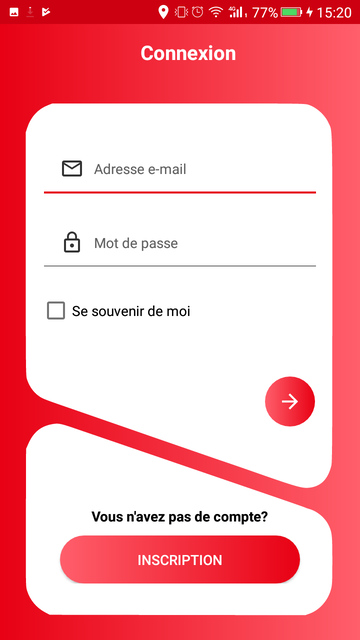 4G 77% 15:20
Connexion
Adresse e-mail
Mot de passe
Se souvenir de moi
Vous n'avez pas de compte?
INSCRIPTION